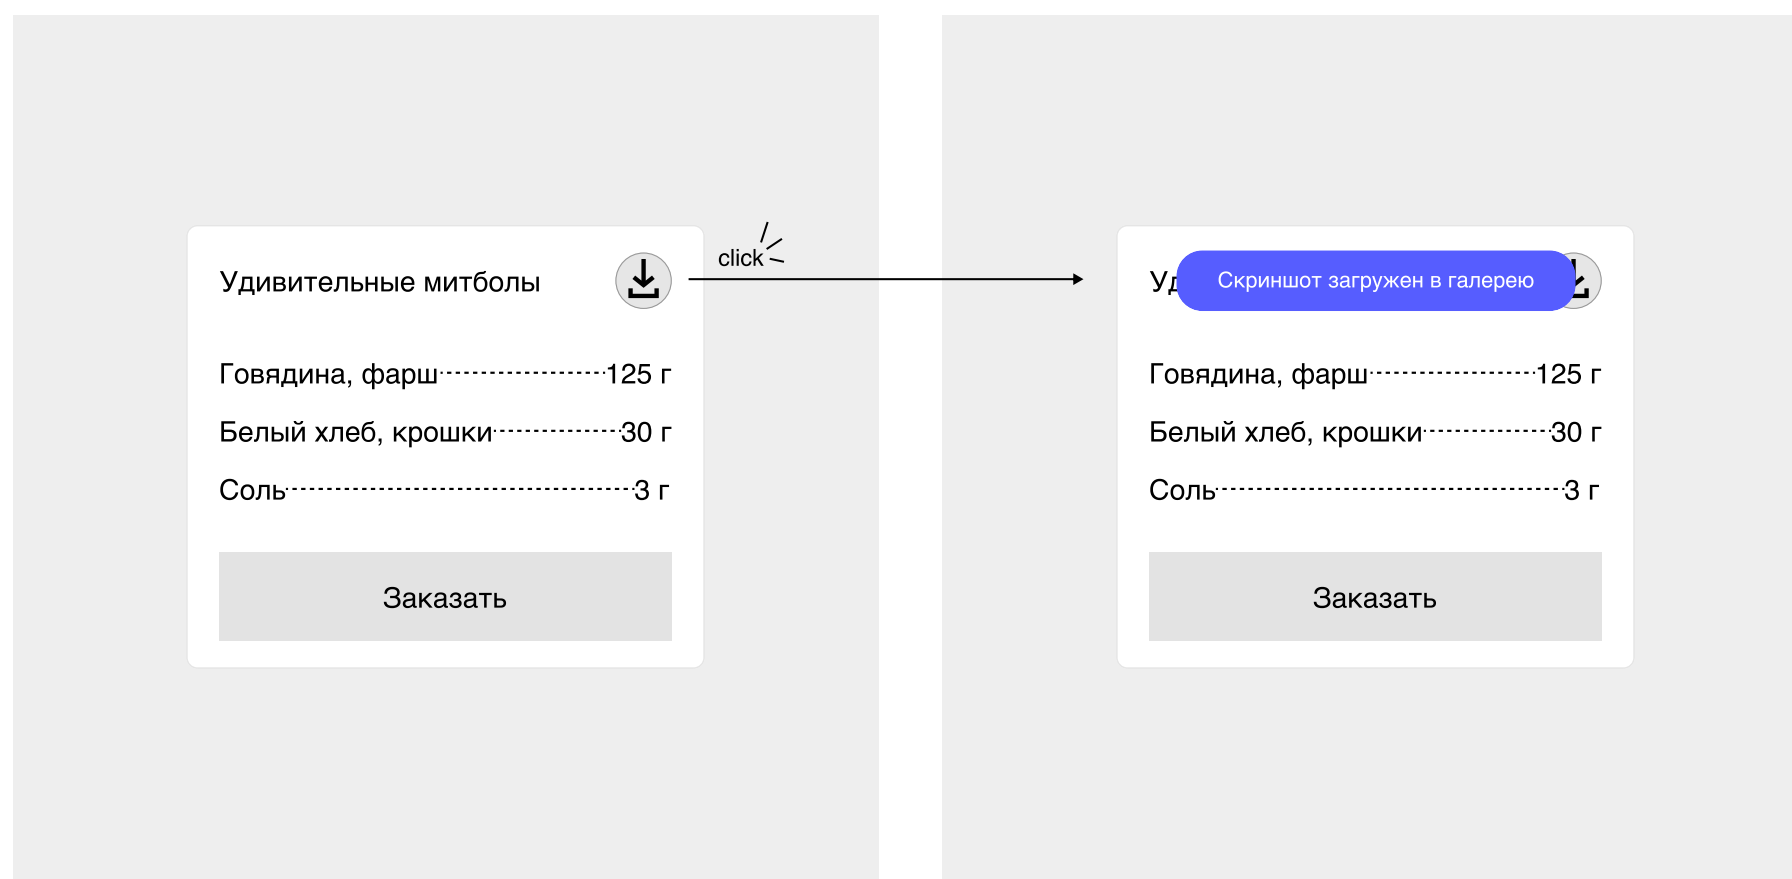 Удивительные митболы
click
Говядина, фарш 125 г
Белый хлеб, крошки 30 г
Соль 3 г
Заказать
Уд
Скриншот загружен в галерею
Говядина, фарш 125 г
Белый хлеб, крошки 30 г
Соль 3 г
Заказать